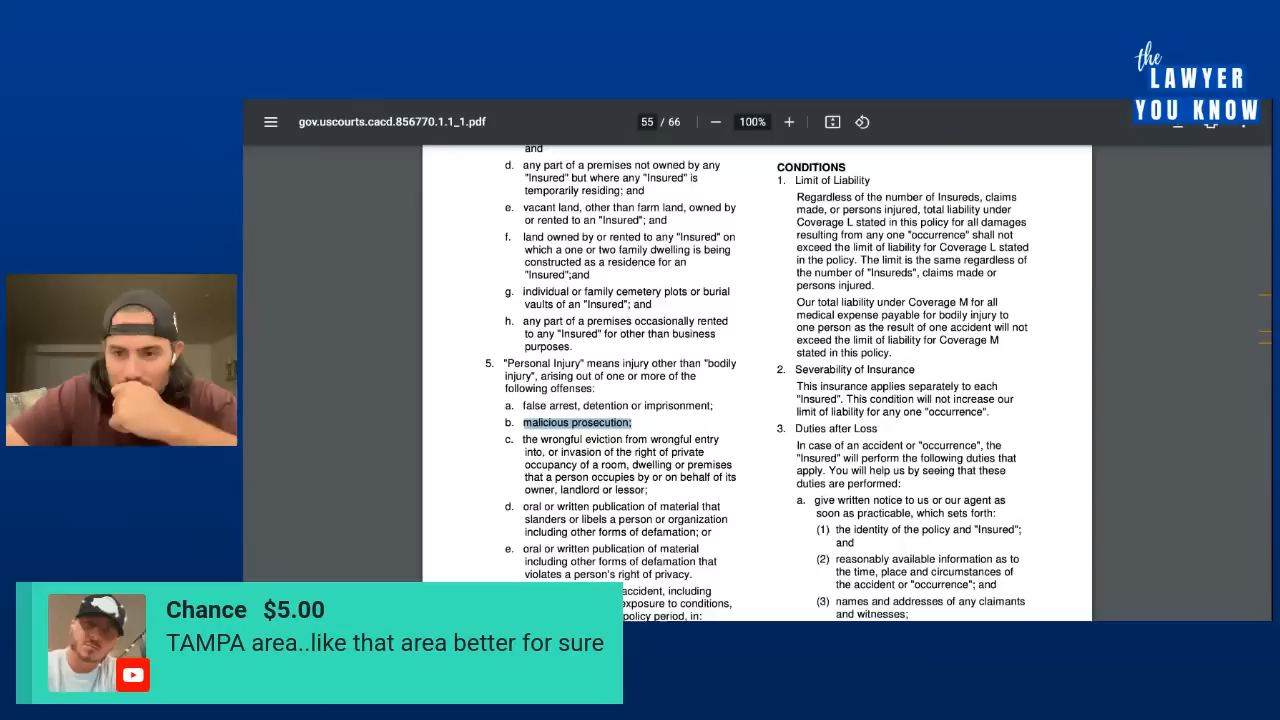 the
LAWYER
YOU KNOW
gov.uscourts.cacd.856770.1.1_1.pdf
55 / 66
100%
and
d. any part of a premises not owned by any
"Insured" but where any "Insured" is
temporarily residing; and
e. vacant land, other than farm land, owned by
or rented to an "Insured"; and
f. land owned by or rented to any "Insured" on
which a one or two family dwelling is being
constructed as a residence for an
"Insured";and
g. individual or family cemetery plots or burial
vaults of an "Insured"; and
h. any part of a premises occasionally rented
to any "Insured" for other than business
purposes.
5. "Personal Injury" means injury other than "bodily
injury", arising out of one or more of the
following offenses:
a. false arrest, detention or imprisonment;
b. malicious prosecution;
c. the wrongful eviction from wrongful entry
into, or invasion of the right of private
occupancy of a room, dwelling or premises
that a person occupies by or on behalf of its
owner, landlord or lessor;
d. oral or written publication of material that
slanders or libels a person or organization
including other forms of defamation; or
e. oral or written publication of material
including other forms of defamation that
violates a person's right of privacy.
accident, including
exposure to conditions,
policy period, in:
CONDITIONS
1. Limit of Liability
Regardless of the number of Insureds, claims
made, or persons injured, total liability under
Coverage L stated in this policy for all damages
resulting from any one "occurrence" shall not
exceed the limit of liability for Coverage L stated
in the policy. The limit is the same regardless of
the number of "Insureds", claims made or
persons injured.
Our total liability under Coverage M for all
medical expense payable for bodily injury to
one person as the result of one accident will not
exceed the limit of liability for Coverage M
stated in this policy.
2. Severability of Insurance
This insurance applies separately to each
"Insured". This condition will not increase our
limit of liability for any one "occurrence".
3. Duties after Loss
In case of an accident or "occurrence", the
"Insured" will perform the following duties that
apply. You will help us by seeing that these
duties are performed:
a. give written notice to us or our agent as
soon as practicable, which sets forth:
(1) the identity of the policy and "Insured";
and
(2) reasonably available information as to
the time, place and circumstances of
the accident or "occurrence"; and
(3) names and addresses of any claimants
and witnesses;
Chance $5.00
TAMPA area..like that area better for sure